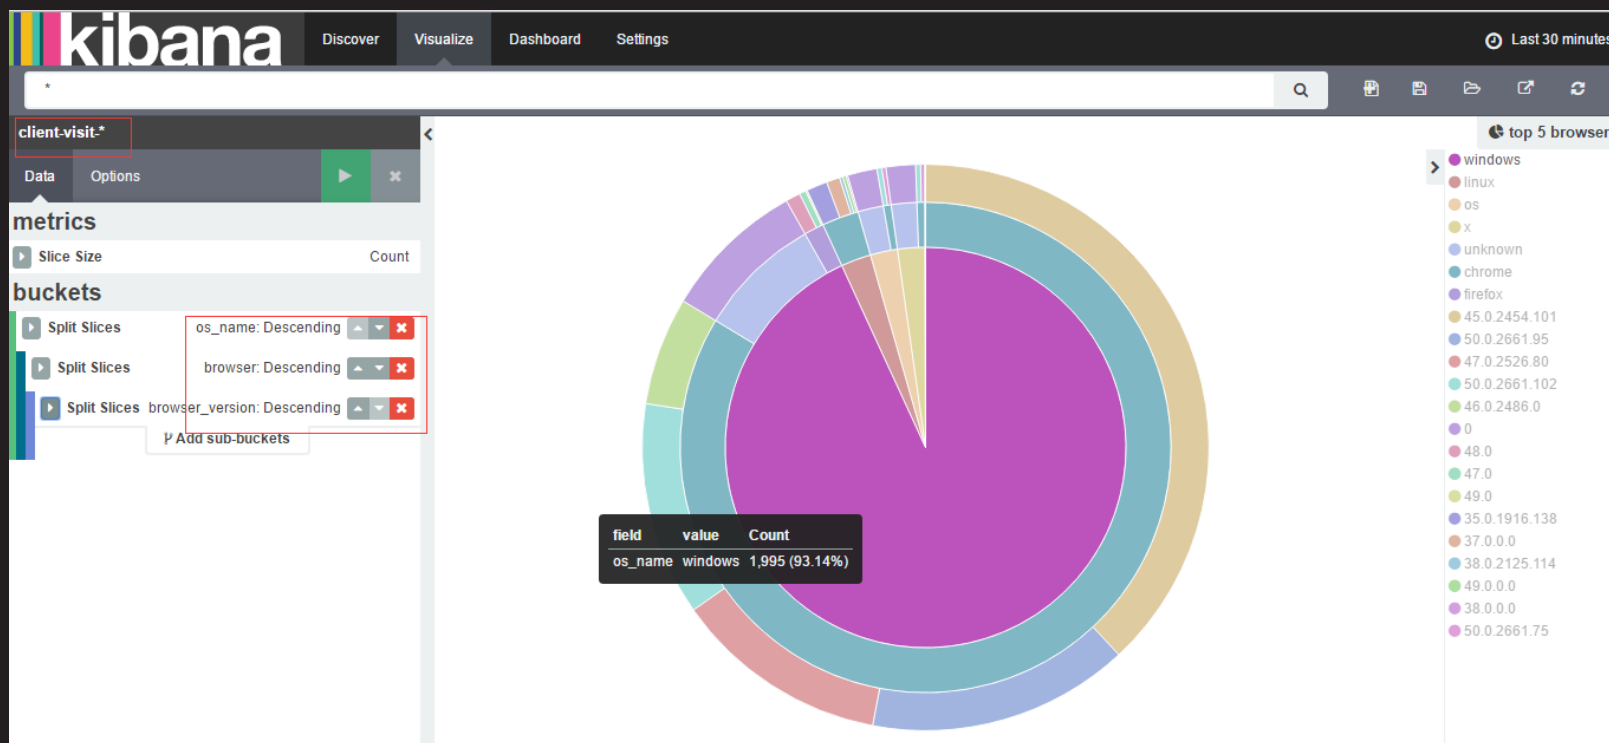 kibana
Discover
Visualize
Dashboard
Settings
Last 30 minutes
*
client-visit-*
Data
Options
metrics
Slice Size
Count
buckets
Split Slices
os_name: Descending
Split Slices
browser: Descending
Split Slices
browser_version: Descending
Add sub-buckets
field value Count
os_name windows 1,995 (93.14%)
top 5 browser
windows
linux
os
x
unknown
chrome
firefox
45.0.2454.101
50.0.2661.95
47.0.2526.80
50.0.2661.102
46.0.2486.0
0
48.0
47.0
49.0
35.0.1916.138
37.0.0.0
38.0.2125.114
49.0.0.0
38.0.0.0
50.0.2661.75